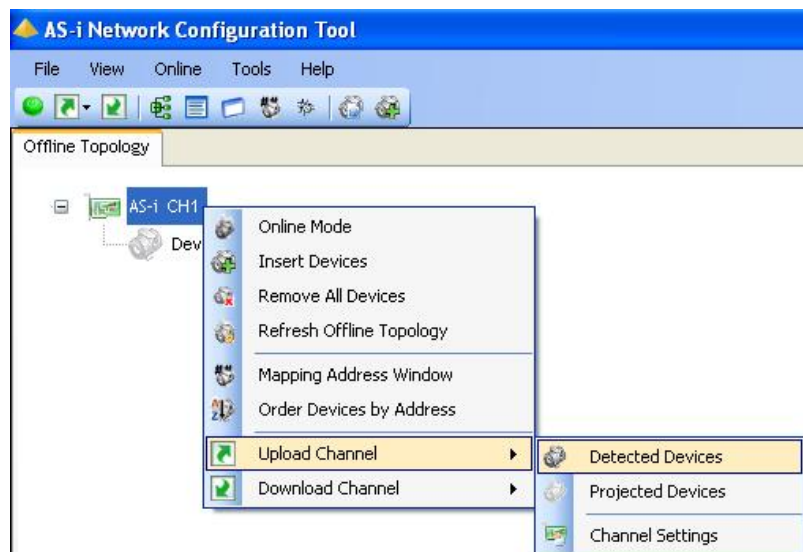 AS-i Network Configuration Tool
File View Online Tools Help
Offline Topology
AS-i CH1
Dev
Online Mode
Insert Devices
Remove All Devices
Refresh Offline Topology
Mapping Address Window
Order Devices by Address
Upload Channel
Detected Devices
Download Channel
Projected Devices
Channel Settings